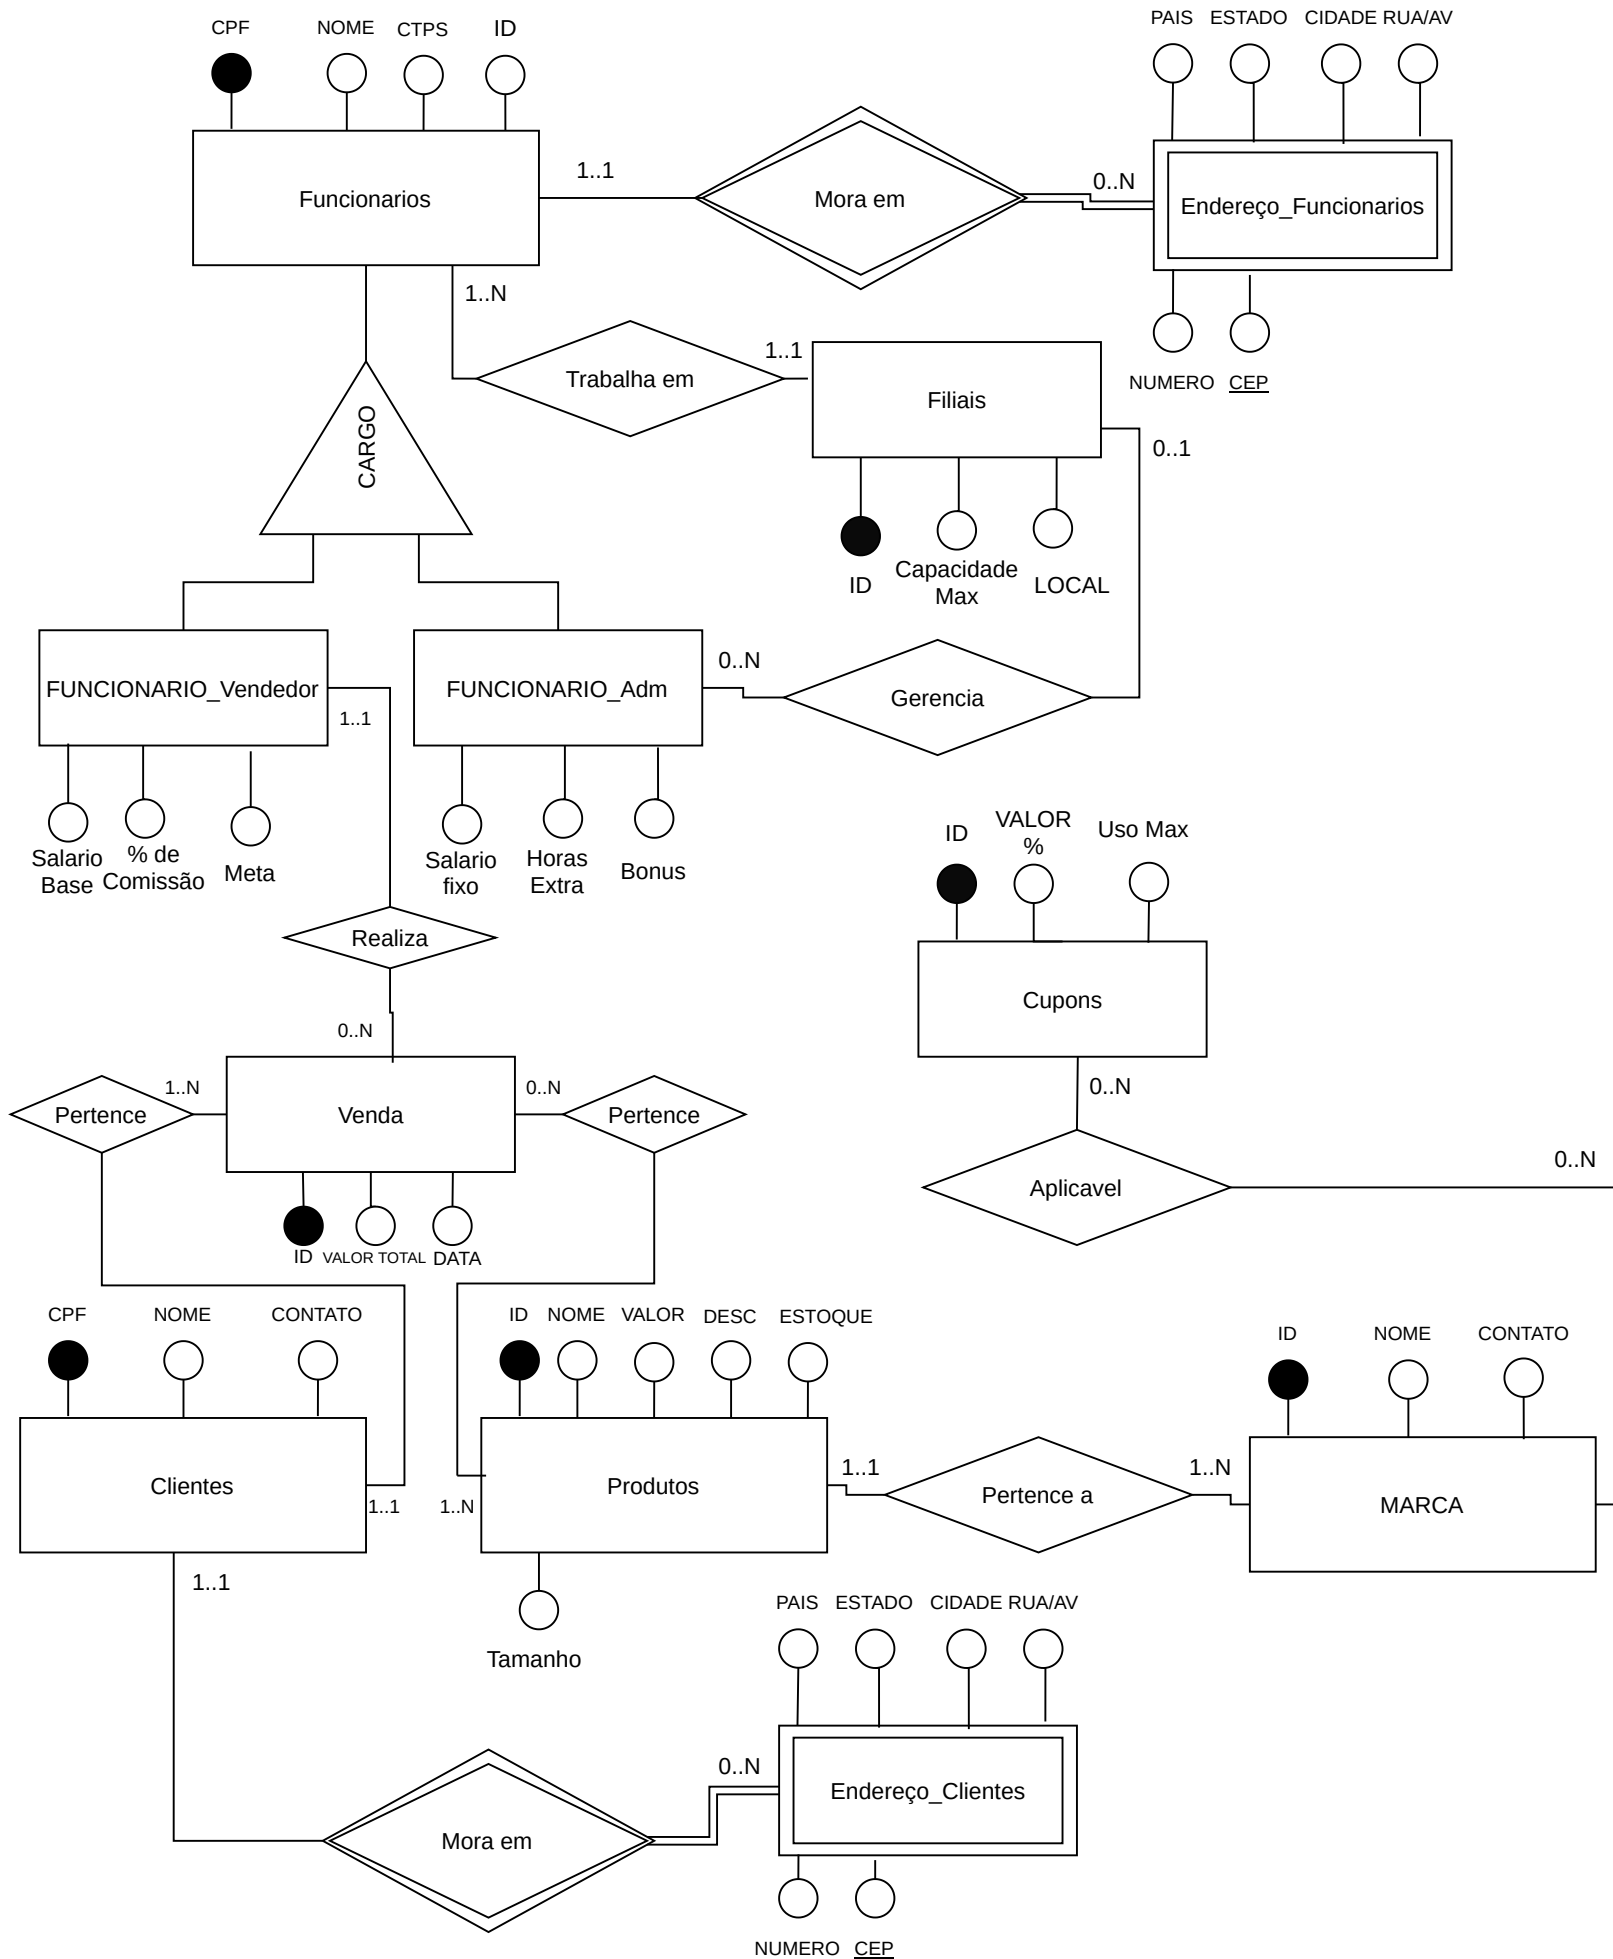 PAIS
ESTADO
CIDADE
RUA/AV
CPF
NOME
CTPS
ID
Funcionarios
1..1
Mora em
0..N
Endereço_Funcionarios
1..N
Trabalha em
1..1
Filiais
NUMERO
CEP
CARGO
0..1
ID
Capacidade
Max
LOCAL
FUNCIONARIO_Vendedor
1..1
FUNCIONARIO_Adm
0..N
Gerencia
Salario
Base
% de
Comissão
Meta
Salario
fixo
Horas
Extra
Bonus
ID
VALOR
%
Uso Max
Realiza
Cupons
0..N
Pertence
1..N
Venda
0..N
Pertence
0..N
Aplicavel
0..N
ID
VALOR TOTAL
DATA
CPF
NOME
CONTATO
ID
NOME
VALOR
DESC
ESTOQUE
ID
NOME
CONTATO
Clientes
1..1
1..N
Produtos
1..1
Pertence a
1..N
MARCA
1..1
Tamanho
PAIS
ESTADO
CIDADE
RUA/AV
Mora em
0..N
Endereço_Clientes
NUMERO
CEP